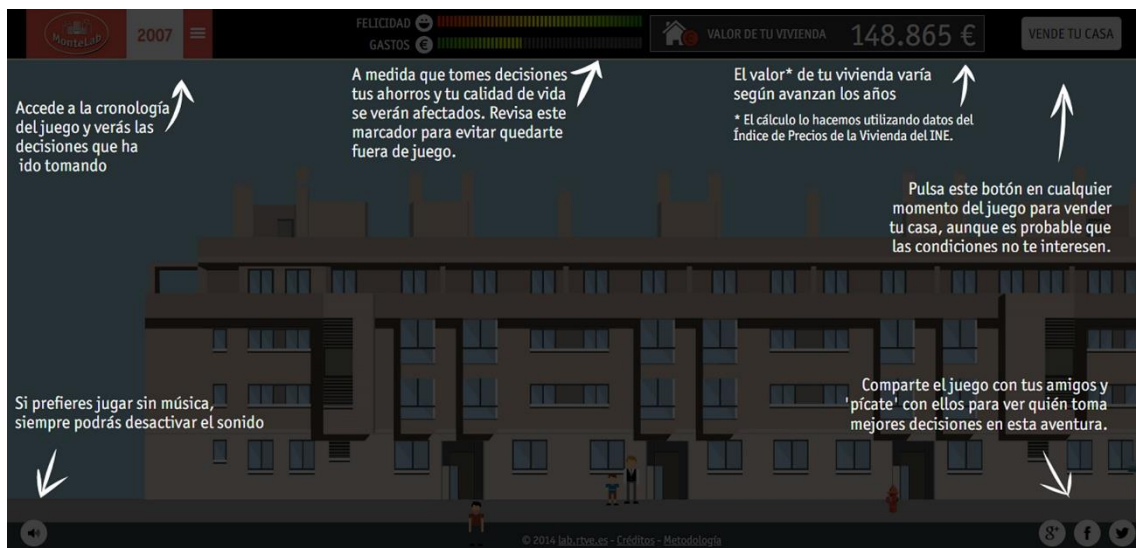 MonteLab
2007
FELICIDAD
GASTOS €
VALOR DE TU VIVIENDA 148.865 €
VENDE TU CASA
Accede a la cronología
del juego y verás las
decisiones que ha
ido tomando
A medida que tomes decisiones
tus ahorros y tu calidad de vida
se verán afectados. Revisa este
marcador para evitar quedarte
fuera de juego.
El valor* de tu vivienda varía
según avanzan los años
* El cálculo lo hacemos utilizando datos del
Índice de Precios de la Vivienda del INE.
Pulsa este botón en cualquier
momento del juego para vender
tu casa, aunque es probable que
las condiciones no te interesen.
Si prefieres jugar sin música,
siempre podrás desactivar el sonido
Comparte el juego con tus amigos y
'pícate' con ellos para ver quién toma
mejores decisiones en esta aventura.
© 2014 lab.rtve.es - Créditos - Metodología
g+ f